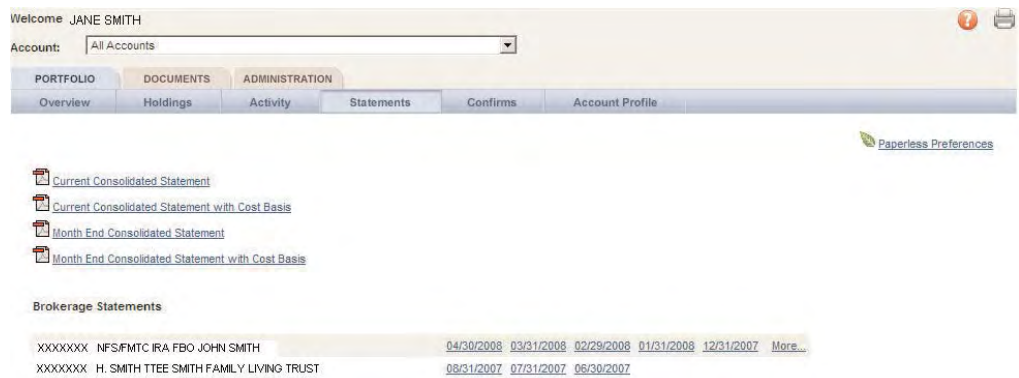 Welcome JANE SMITH
Account: All Accounts
PORTFOLIO DOCUMENTS ADMINISTRATION
Overview Holdings Activity Statements Confirms Account Profile
Paperless Preferences
Current Consolidated Statement
Current Consolidated Statement with Cost Basis
Month End Consolidated Statement
Month End Consolidated Statement with Cost Basis
Brokerage Statements
XXXXXXX NFS/FMTC IRA FBO JOHN SMITH 04/30/2008 03/31/2008 02/29/2008 01/31/2008 12/31/2007 More...
XXXXXXX H. SMITH TTEE SMITH FAMILY LIVING TRUST 08/31/2007 07/31/2007 06/30/2007